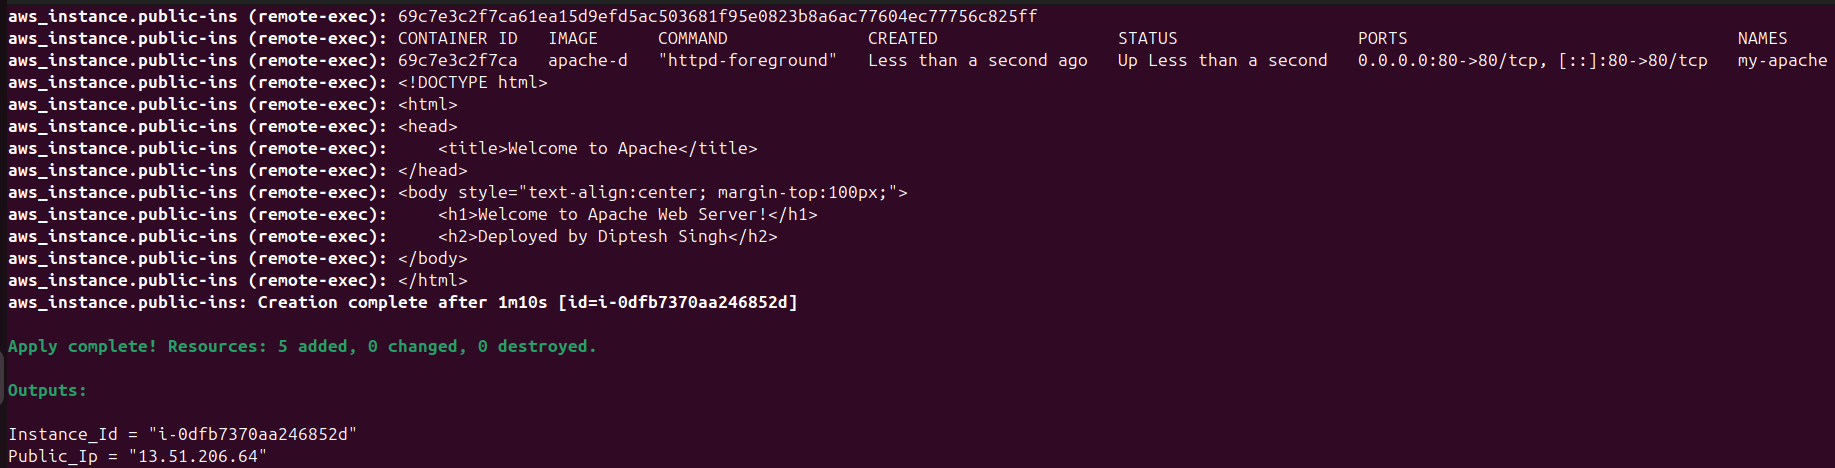 aws_instance.public-ins (remote-exec): 69c7e3c2f7ca61ea15d9efd5ac503681f95e0823b8a6ac77604ec77756c825ff
aws_instance.public-ins (remote-exec): CONTAINER ID   IMAGE      COMMAND              CREATED                  STATUS                  PORTS                                 NAMES
aws_instance.public-ins (remote-exec): 69c7e3c2f7ca   apache-d   "httpd-foreground"   Less than a second ago   Up Less than a second   0.0.0.0:80->80/tcp, [::]:80->80/tcp   my-apache
aws_instance.public-ins (remote-exec): <!DOCTYPE html>
aws_instance.public-ins (remote-exec): <html>
aws_instance.public-ins (remote-exec): <head>
aws_instance.public-ins (remote-exec):     <title>Welcome to Apache</title>
aws_instance.public-ins (remote-exec): </head>
aws_instance.public-ins (remote-exec): <body style="text-align:center; margin-top:100px;">
aws_instance.public-ins (remote-exec):     <h1>Welcome to Apache Web Server!</h1>
aws_instance.public-ins (remote-exec):     <h2>Deployed by Diptesh Singh</h2>
aws_instance.public-ins (remote-exec): </body>
aws_instance.public-ins (remote-exec): </html>
aws_instance.public-ins: Creation complete after 1m10s [id=i-0dfb7370aa246852d]
Apply complete! Resources: 5 added, 0 changed, 0 destroyed.
Outputs:
Instance_Id = "i-0dfb7370aa246852d"
Public_Ip = "13.51.206.64"